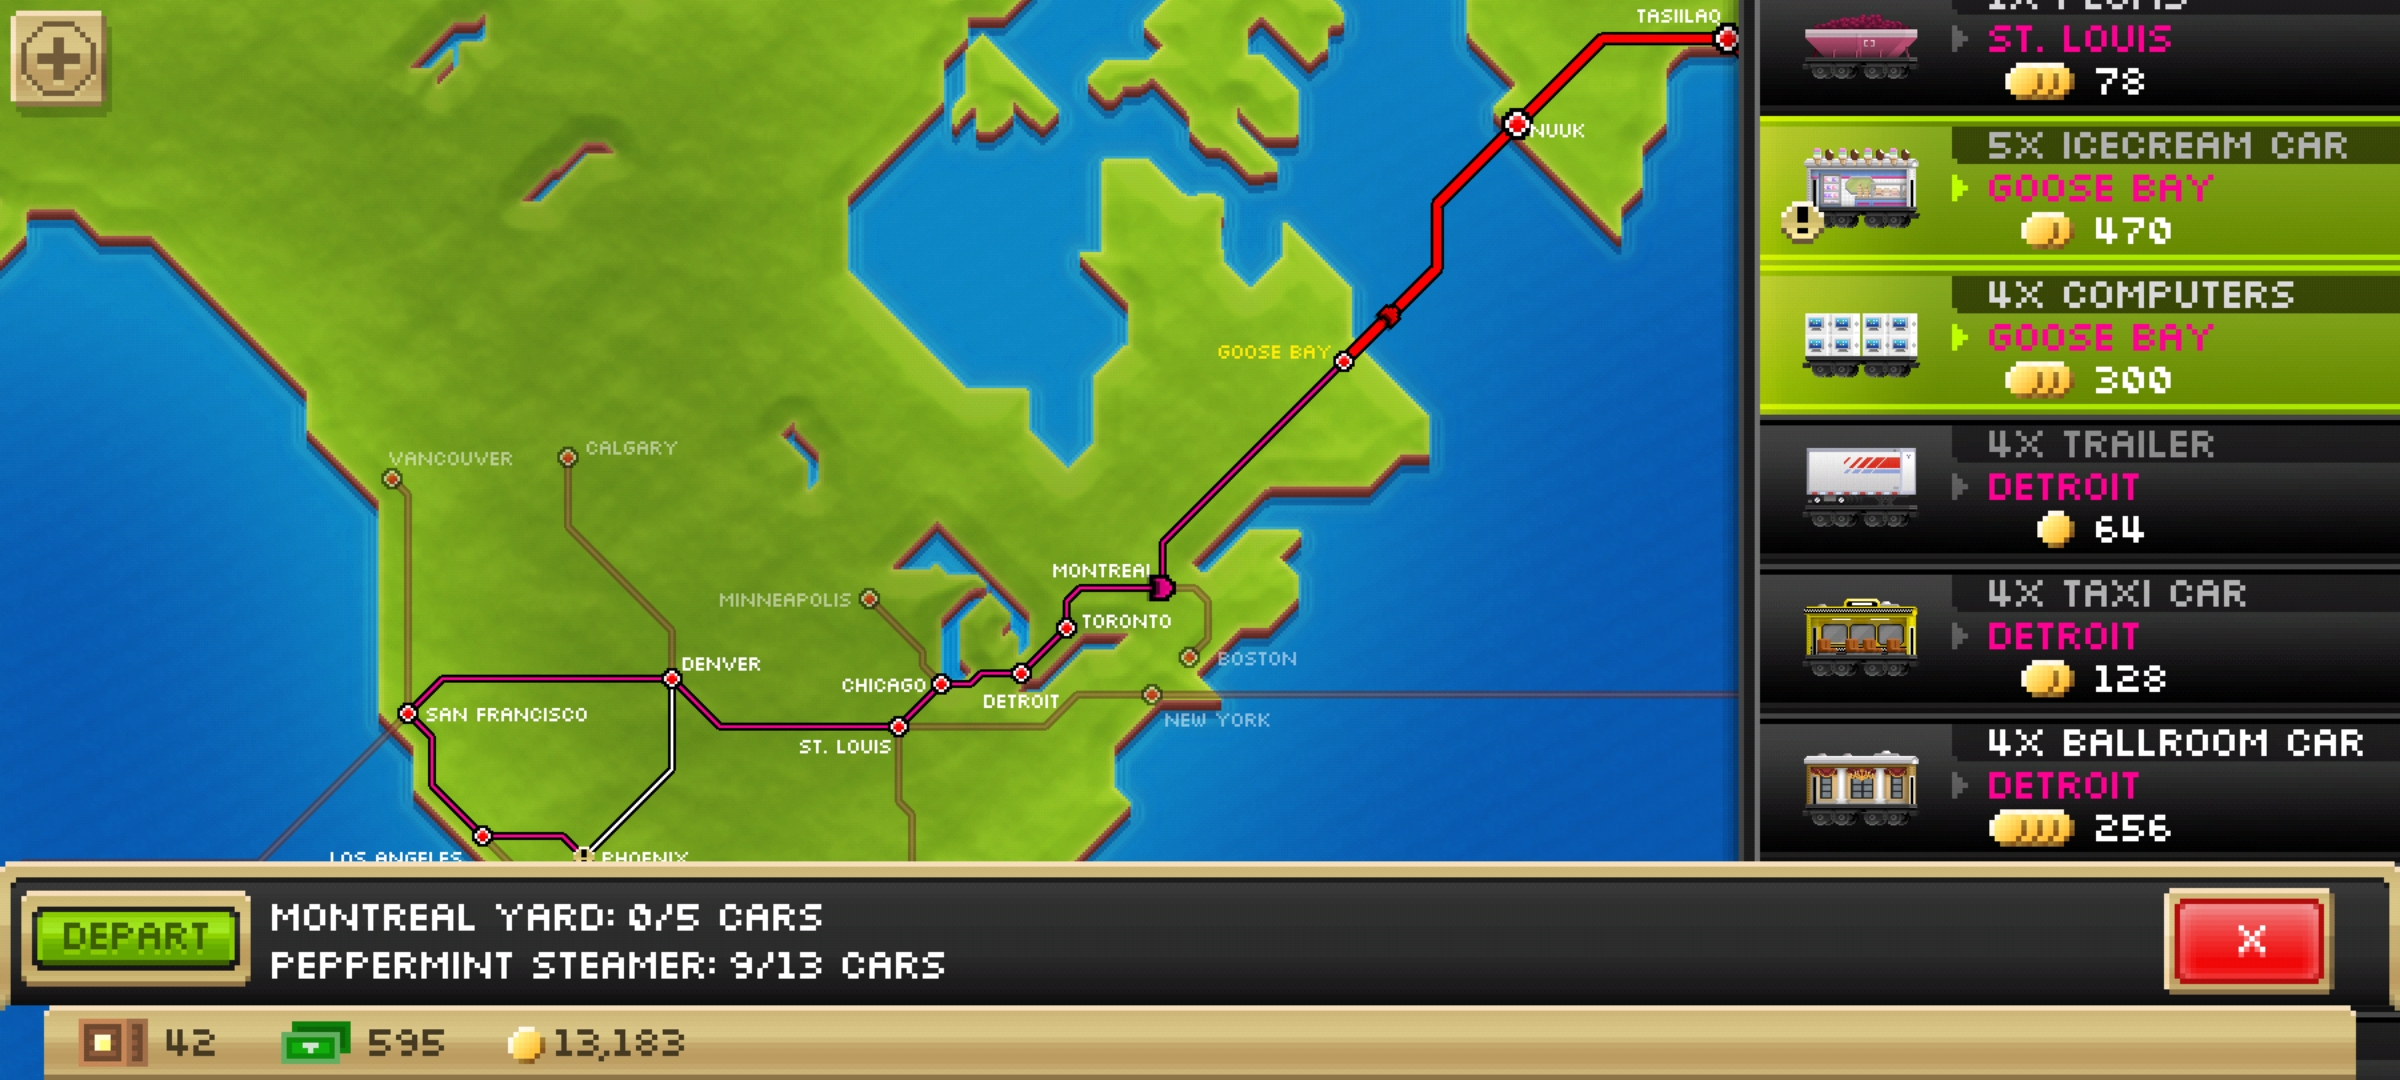 TASIILAQ
NUUK
GOOSE BAY
VANCOUVER
CALGARY
MONTREAL
MINNEAPOLIS
TORONTO
BOSTON
DENVER
CHICAGO
DETROIT
SAN FRANCISCO
NEW YORK
ST. LOUIS
LOS ANGELES
PHOENIX
1X PLUMS
ST. LOUIS
78
5X ICECREAM CAR
GOOSE BAY
470
4X COMPUTERS
GOOSE BAY
300
4X TRAILER
DETROIT
64
4X TAXI CAR
DETROIT
128
4X BALLROOM CAR
DETROIT
256
DEPART
MONTREAL YARD: 0/5 CARS
PEPPERMINT STEAMER: 9/13 CARS
X
42
595
13,183